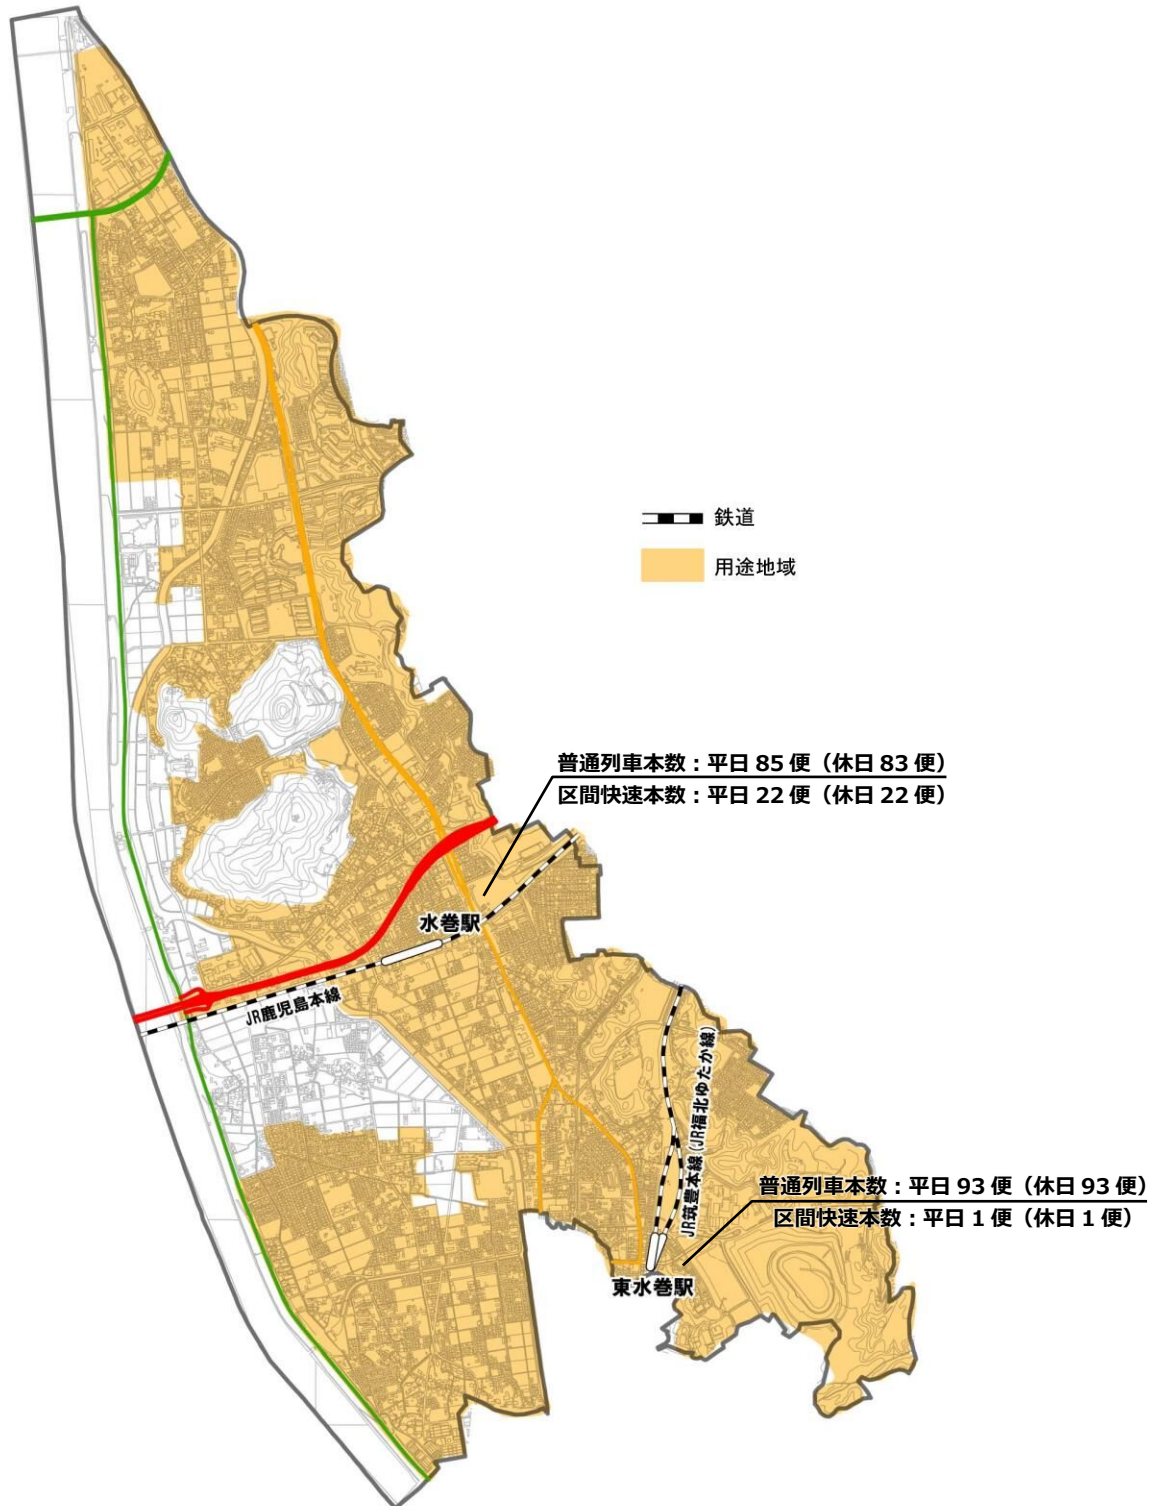 鉄道
用途地域
普通列車本数：平日 85 便（休日 83 便）
区間快速本数：平日 22 便（休日 22 便）
水巻駅
JR鹿児島本線
JR筑豊本線(JR福北ゆたか線)
普通列車本数：平日 93 便（休日 93 便）
区間快速本数：平日 1 便（休日 1 便）
東水巻駅